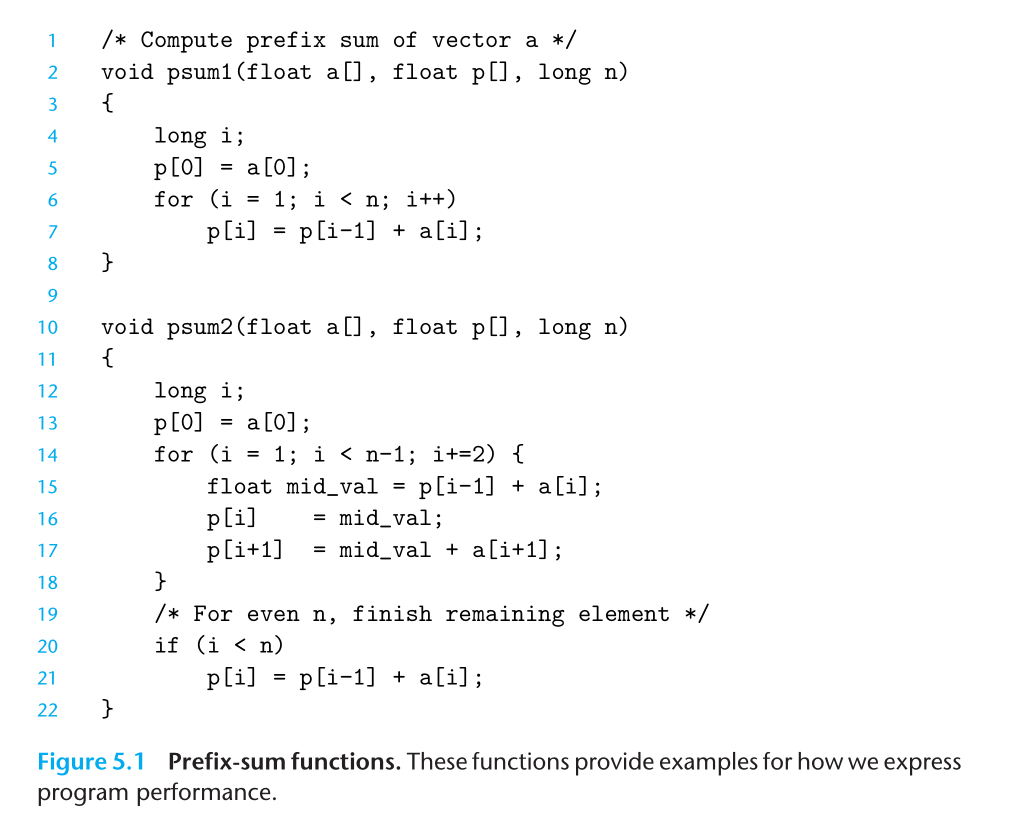 1 /* Compute prefix sum of vector a */
2 void psum1(float a[], float p[], long n)
3 {
4     long i;
5     p[0] = a[0];
6     for (i = 1; i < n; i++)
7         p[i] = p[i-1] + a[i];
8 }
9
10 void psum2(float a[], float p[], long n)
11 {
12     long i;
13     p[0] = a[0];
14     for (i = 1; i < n-1; i+=2) {
15         float mid_val = p[i-1] + a[i];
16         p[i]    = mid_val;
17         p[i+1]  = mid_val + a[i+1];
18     }
19     /* For even n, finish remaining element */
20     if (i < n)
21         p[i] = p[i-1] + a[i];
22 }
Figure 5.1 Prefix-sum functions. These functions provide examples for how we express
program performance.